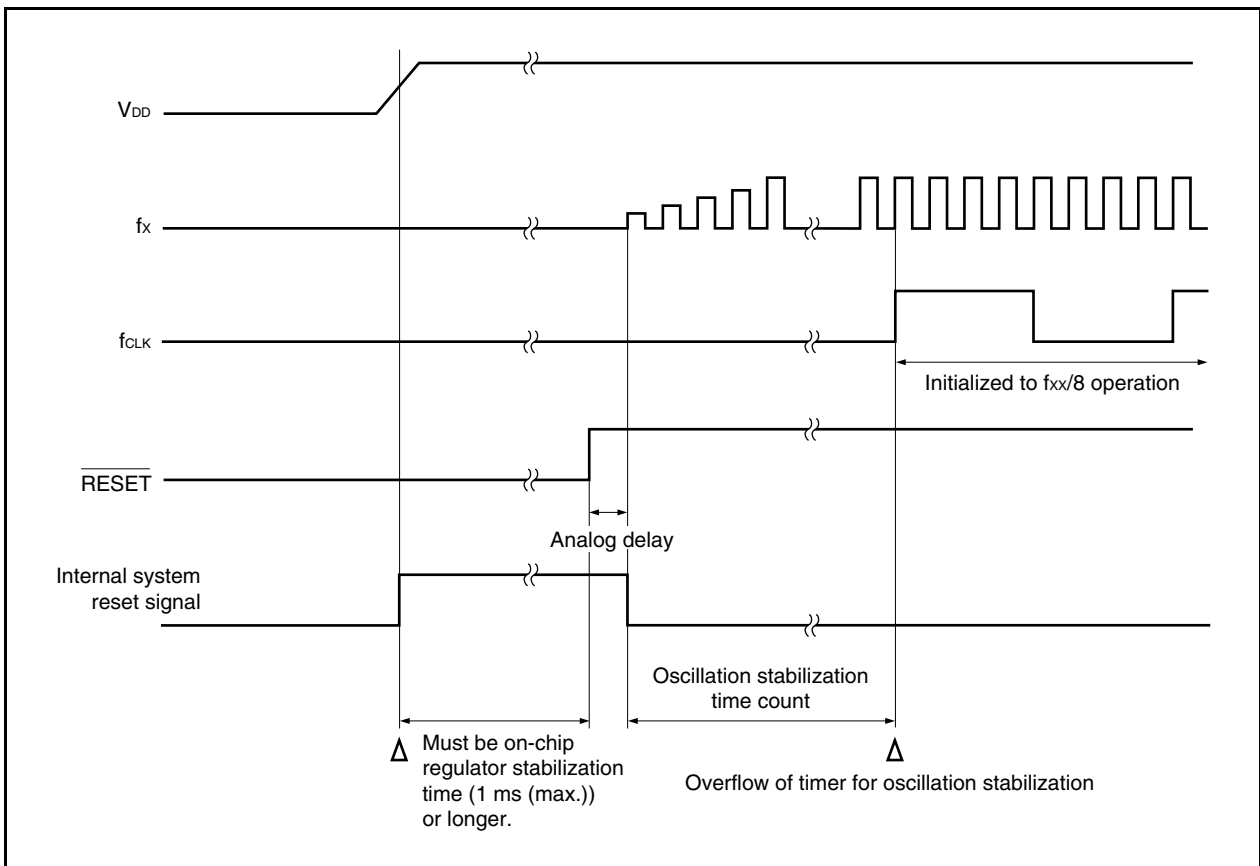 VDD
fX
fCLK
Initialized to fXX/8 operation
RESET
Analog delay
Internal system
reset signal
Oscillation stabilization
time count
Must be on-chip
regulator stabilization
time (1 ms (max.))
or longer.
Overflow of timer for oscillation stabilization